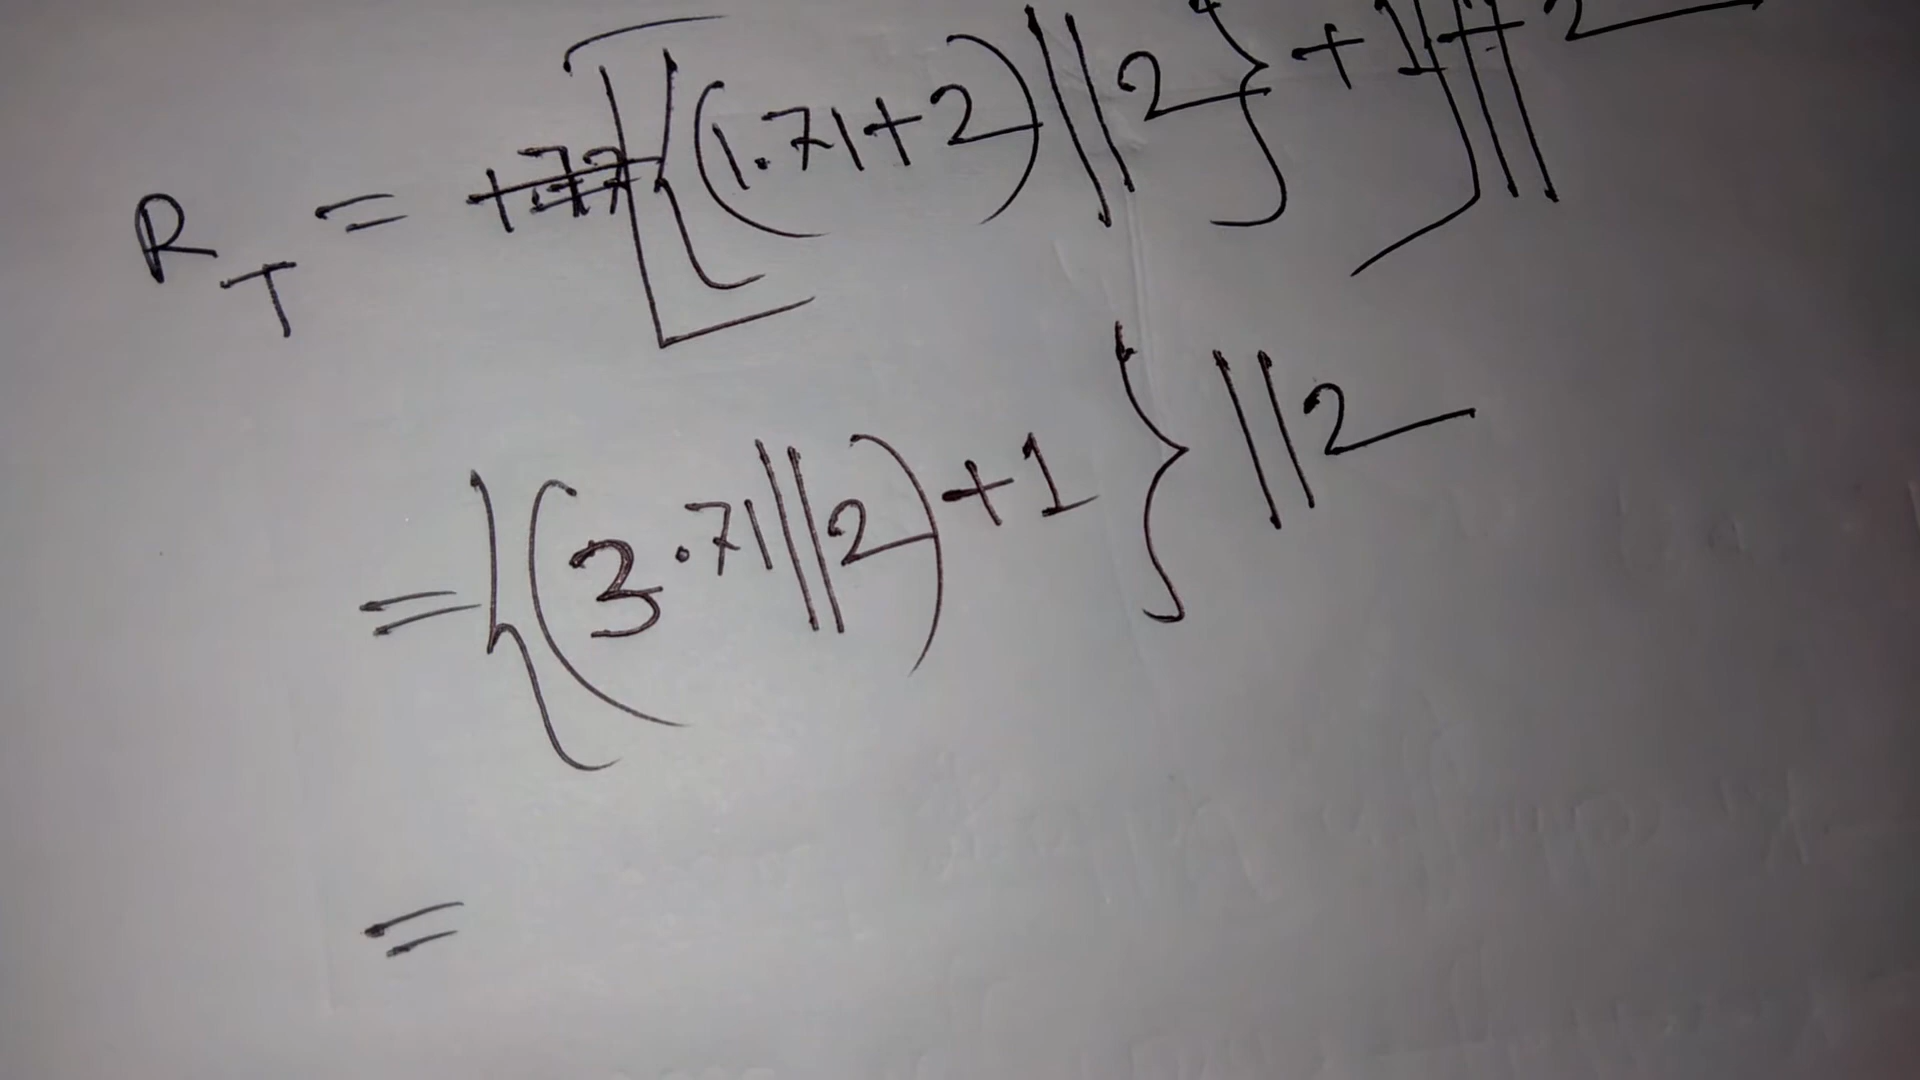 R_T = [{(1.71+2)||2}+1]||2
={(3.71||2)+1}||2
=